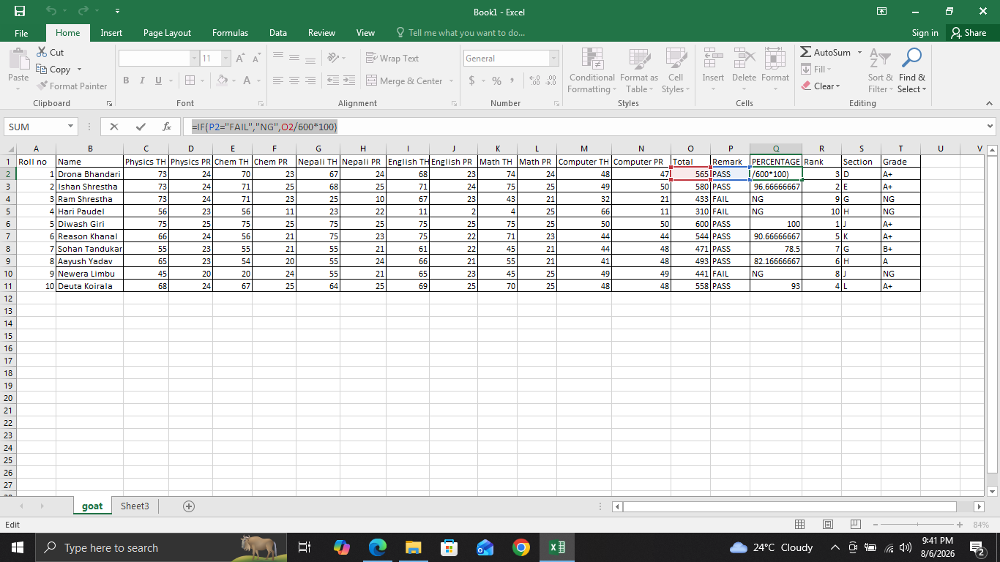 Book1 - Excel
File Home Insert Page Layout Formulas Data Review View Tell me what you want to do... Sign in Share
Paste Cut Copy Format Painter
11
Wrap Text Merge & Center
General
$ % ,
Conditional Formatting Format as Table Cell Styles
Insert Delete Format
AutoSum Fill Clear
Sort & Filter Find & Select
Clipboard Font Alignment Number Styles Cells Editing
SUM fx =IF(P2="FAIL","NG",O2/600*100)
A B C D E F G H I J K L M N O P Q R S T U V
1 Roll no Name Physics TH Physics PR Chem TH Chem PR Nepali TH Nepali PR English TH English PR Math TH Math PR Computer TH Computer PR Total Remark PERCENTAGE Rank Section Grade
2 1 Drona Bhandari 73 24 70 23 67 24 68 23 74 24 48 47 565 PASS /600*100) 3 D A+
3 2 Ishan Shrestha 73 24 71 25 68 25 71 24 75 25 49 50 580 PASS 96.66666667 2 E A+
4 3 Ram Shrestha 73 24 71 23 25 10 67 23 43 21 32 21 433 FAIL NG 9 G NG
5 4 Hari Paudel 56 23 56 11 23 22 11 2 4 25 66 11 310 FAIL NG 10 H NG
6 5 Diwash Giri 75 25 75 25 75 25 75 25 75 25 50 50 600 PASS 100 1 J A+
7 6 Reason Khanal 66 24 56 21 75 23 75 22 71 23 44 44 544 PASS 90.66666667 5 K A+
8 7 Sohan Tandukar 55 23 55 21 55 21 61 22 45 21 44 48 471 PASS 78.5 7 G B+
9 8 Aayush Yadav 65 23 54 20 55 24 66 21 55 21 41 48 493 PASS 82.16666667 6 H A
10 9 Newera Limbu 45 20 20 24 55 21 65 23 45 25 49 49 441 FAIL NG 8 J NG
11 10 Deuta Koirala 68 24 67 25 64 25 69 25 70 25 48 48 558 PASS 93 4 L A+
12
13
14
15
16
17
18
19
20
21
22
23
24
25
26
27
goat Sheet3
Edit 84%
Type here to search 24°C Cloudy 9:41 PM
8/6/2026
2